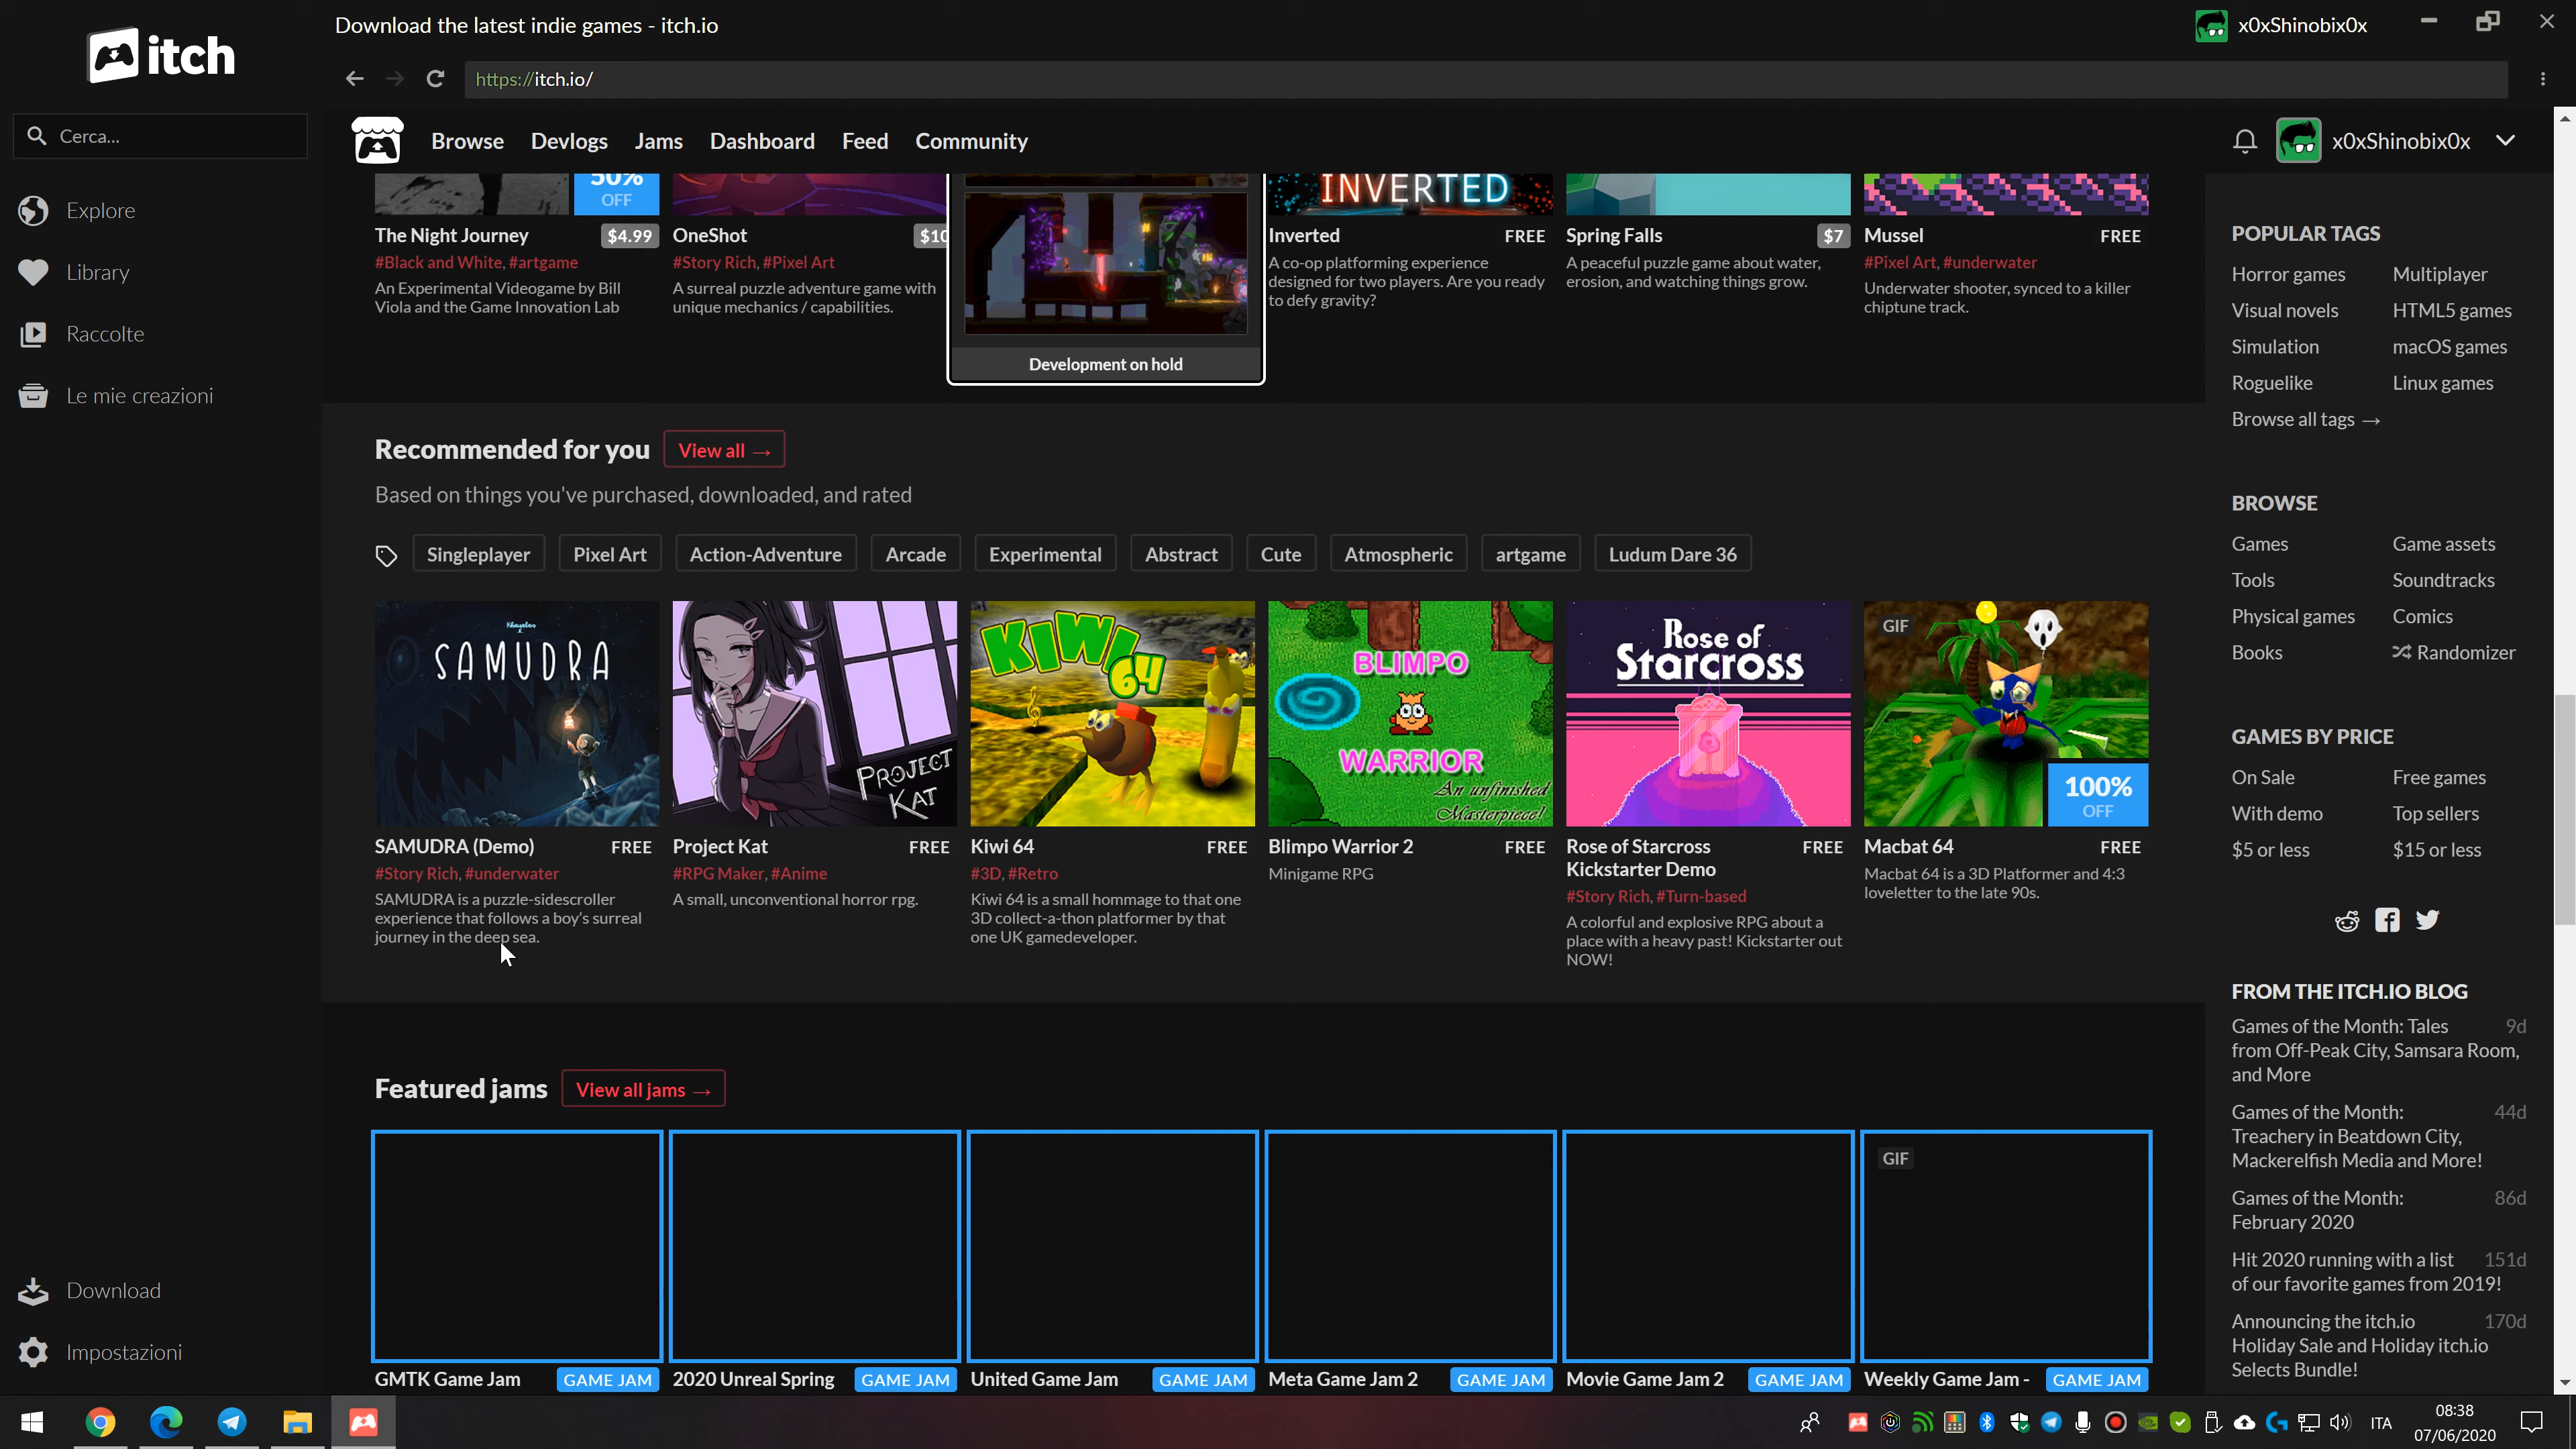 itch
Download the latest indie games - itch.io
x0xShinobix0x
https://itch.io/
Cerca...
Explore
Library
Raccolte
Le mie creazioni
Download
Impostazioni
Browse
Devlogs
Jams
Dashboard
Feed
Community
x0xShinobix0x
50%
OFF
The Night Journey
$4.99
#Black and White, #artgame
An Experimental Videogame by Bill
Viola and the Game Innovation Lab
OneShot
$10
#Story Rich, #Pixel Art
A surreal puzzle adventure game with
unique mechanics / capabilities.
Development on hold
INVERTED
Inverted
FREE
A co-op platforming experience
designed for two players. Are you ready
to defy gravity?
Spring Falls
$7
A peaceful puzzle game about water,
erosion, and watching things grow.
Mussel
FREE
#Pixel Art, #underwater
Underwater shooter, synced to a killer
chiptune track.
Recommended for you
View all →
Based on things you've purchased, downloaded, and rated
Singleplayer
Pixel Art
Action-Adventure
Arcade
Experimental
Abstract
Cute
Atmospheric
artgame
Ludum Dare 36
Khayalan
SAMUDRA
SAMUDRA (Demo)
FREE
#Story Rich, #underwater
SAMUDRA is a puzzle-sidescroller
experience that follows a boy's surreal
journey in the deep sea.
PROJECT
KAT
Project Kat
FREE
#RPG Maker, #Anime
A small, unconventional horror rpg.
KIWI
64
Kiwi 64
FREE
#3D, #Retro
Kiwi 64 is a small hommage to that one
3D collect-a-thon platformer by that
one UK gamedeveloper.
BLIMPO
WARRIOR
An unfinished
Masterpiece!
Blimpo Warrior 2
FREE
Minigame RPG
Rose of
Starcross
Rose of Starcross
Kickstarter Demo
FREE
#Story Rich, #Turn-based
A colorful and explosive RPG about a
place with a heavy past! Kickstarter out
NOW!
GIF
100%
OFF
Macbat 64
FREE
Macbat 64 is a 3D Platformer and 4:3
loveletter to the late 90s.
Featured jams
View all jams →
GIF
GMTK Game Jam
GAME JAM
2020 Unreal Spring
GAME JAM
United Game Jam
GAME JAM
Meta Game Jam 2
GAME JAM
Movie Game Jam 2
GAME JAM
Weekly Game Jam -
GAME JAM
POPULAR TAGS
Horror games
Multiplayer
Visual novels
HTML5 games
Simulation
macOS games
Roguelike
Linux games
Browse all tags →
BROWSE
Games
Game assets
Tools
Soundtracks
Physical games
Comics
Books
Randomizer
GAMES BY PRICE
On Sale
Free games
With demo
Top sellers
$5 or less
$15 or less
FROM THE ITCH.IO BLOG
Games of the Month: Tales
from Off-Peak City, Samsara Room,
and More
9d
Games of the Month:
Treachery in Beatdown City,
Mackerelfish Media and More!
44d
Games of the Month:
February 2020
86d
Hit 2020 running with a list
of our favorite games from 2019!
151d
Announcing the itch.io
Holiday Sale and Holiday itch.io
Selects Bundle!
170d
ITA
08:38
07/06/2020